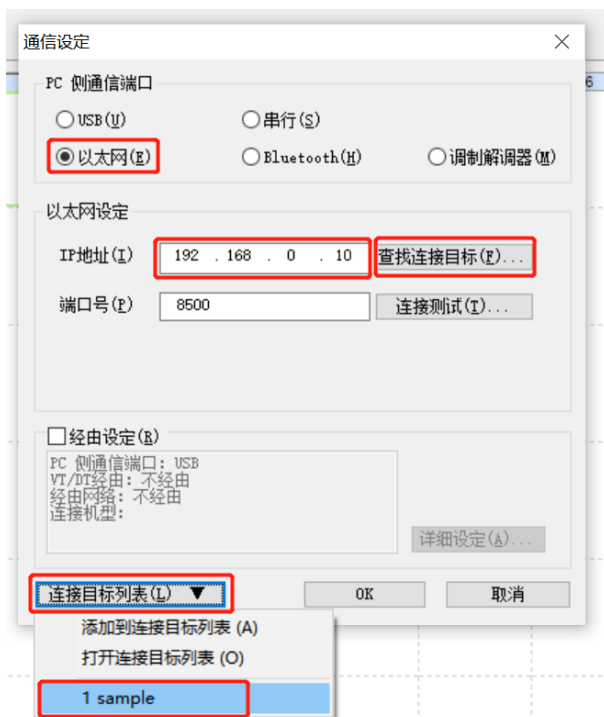 通信设定
6
PC 侧通信端口
USB(U) 串行(S)
以太网(E) Bluetooth(H) 调制解调器(M)
以太网设定
IP地址(I) 192 . 168 . 0 . 10 查找连接目标(F)...
端口号(P) 8500 连接测试(T)...
经由设定(R)
PC 侧通信端口: USB
VT/DT经由: 不经由
经由网络: 不经由
连接机型:
详细设定(A)...
连接目标列表(L) ▼ OK 取消
添加到连接目标列表 (A)
打开连接目标列表 (O)
1 sample